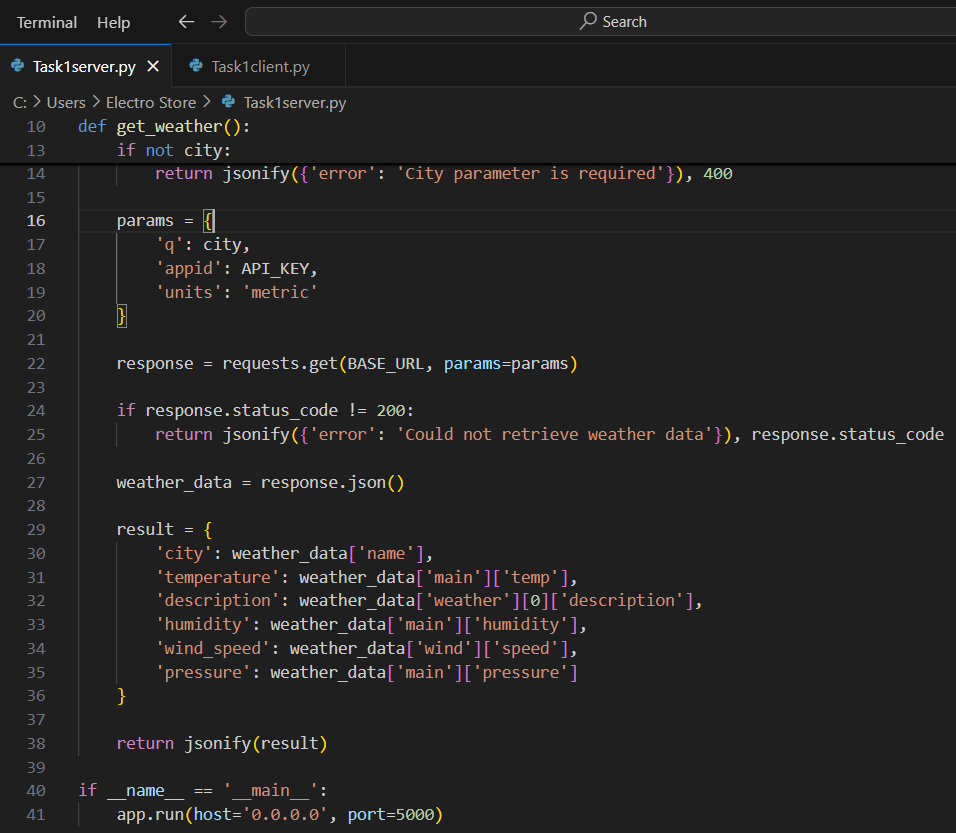 Terminal Help Search
Task1server.py Task1client.py
C: > Users > Electro Store > Task1server.py
10 def get_weather():
13     if not city:
14         return jsonify({'error': 'City parameter is required'}), 400
15
16     params = {
17         'q': city,
18         'appid': API_KEY,
19         'units': 'metric'
20     }
21
22     response = requests.get(BASE_URL, params=params)
23
24     if response.status_code != 200:
25         return jsonify({'error': 'Could not retrieve weather data'}), response.status_code
26
27     weather_data = response.json()
28
29     result = {
30         'city': weather_data['name'],
31         'temperature': weather_data['main']['temp'],
32         'description': weather_data['weather'][0]['description'],
33         'humidity': weather_data['main']['humidity'],
34         'wind_speed': weather_data['wind']['speed'],
35         'pressure': weather_data['main']['pressure']
36     }
37
38     return jsonify(result)
39
40 if __name__ == '__main__':
41     app.run(host='0.0.0.0', port=5000)